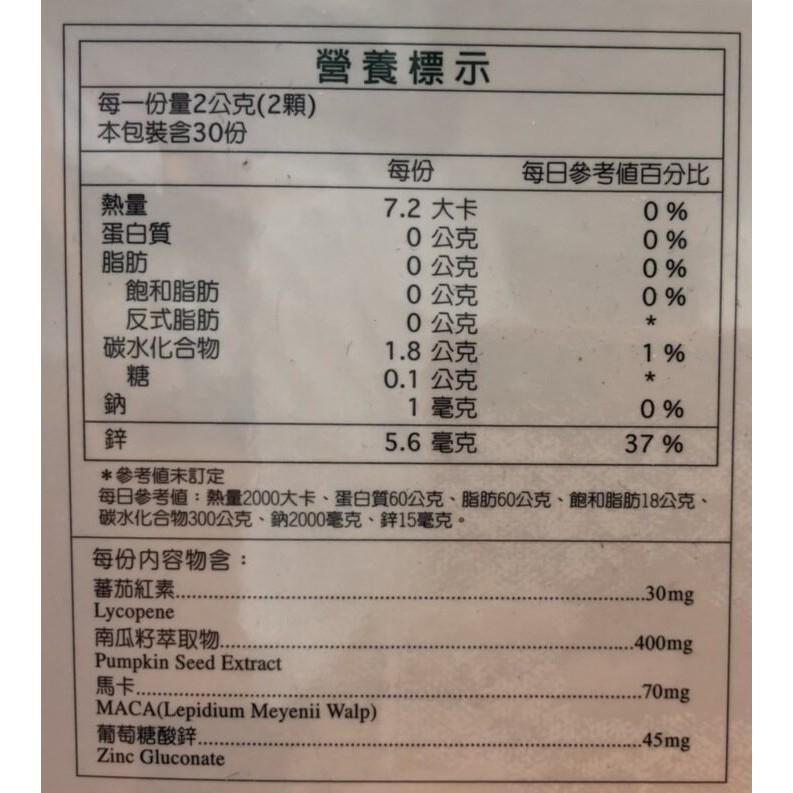 營養標示
每一份量2公克(2顆)
本包裝含30份
每份 每日參考值百分比
熱量 7.2 大卡 0 %
蛋白質 0 公克 0 %
脂肪 0 公克 0 %
飽和脂肪 0 公克 0 %
反式脂肪 0 公克 *
碳水化合物 1.8 公克 1 %
糖 0.1 公克 *
鈉 1 毫克 0 %
鋅 5.6 毫克 37 %
*參考值未訂定
每日參考值：熱量2000大卡、蛋白質60公克、脂肪60公克、飽和脂肪18公克、
碳水化合物300公克、鈉2000毫克、鋅15毫克。
每份內容物含：
蕃茄紅素........................30mg
Lycopene
南瓜籽萃取物........................400mg
Pumpkin Seed Extract
馬卡........................70mg
MACA(Lepidium Meyenii Walp)
葡萄糖酸鋅........................45mg
Zinc Gluconate